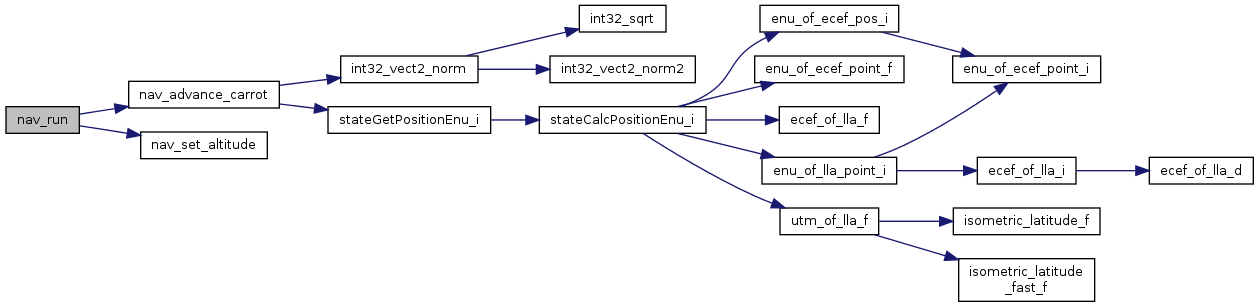 nav_run
nav_advance_carrot
nav_set_altitude
int32_vect2_norm
stateGetPositionEnu_i
int32_sqrt
int32_vect2_norm2
stateCalcPositionEnu_i
enu_of_ecef_pos_i
enu_of_ecef_point_f
ecef_of_lla_f
enu_of_lla_point_i
utm_of_lla_f
enu_of_ecef_point_i
ecef_of_lla_i
isometric_latitude_f
isometric_latitude
_fast_f
ecef_of_lla_d